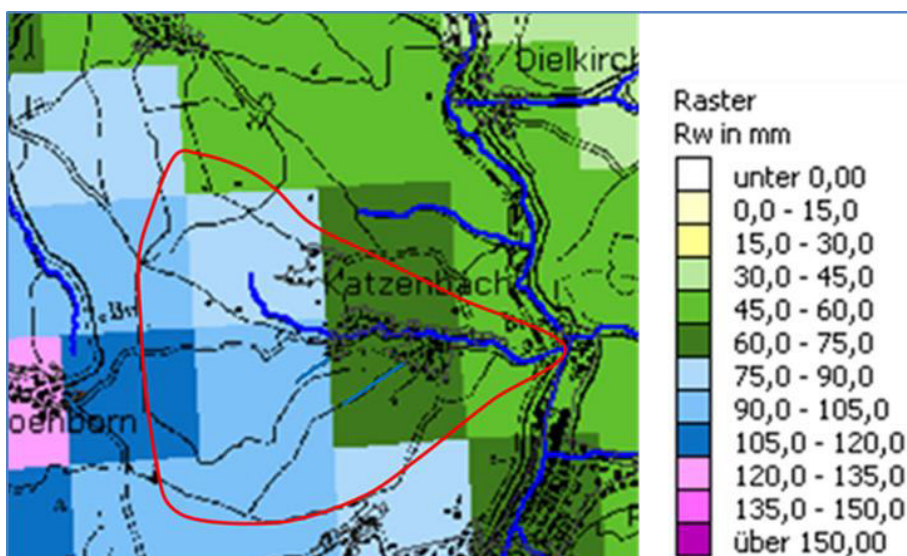 Dielkirch
Katzenbach
oenborn
Raster
Rw in mm
unter 0,00
0,0 - 15,0
15,0 - 30,0
30,0 - 45,0
45,0 - 60,0
60,0 - 75,0
75,0 - 90,0
90,0 - 105,0
105,0 - 120,0
120,0 - 135,0
135,0 - 150,0
über 150,00